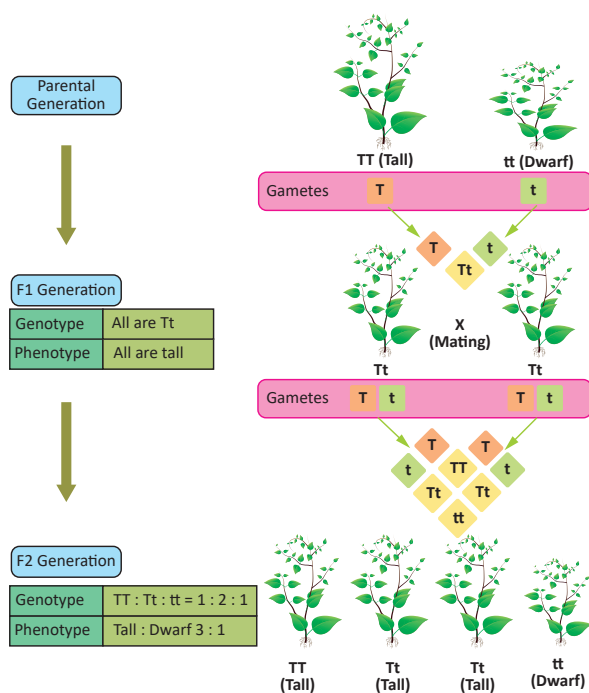 Parental
Generation
TT (Tall)
tt (Dwarf)
Gametes
T
t
T
t
Tt
F1 Generation
Genotype
All are Tt
Phenotype
All are tall
X
(Mating)
Tt
Tt
Gametes
T
t
T
t
T
T
t
TT
t
Tt
Tt
tt
F2 Generation
Genotype
TT : Tt : tt = 1 : 2 : 1
Phenotype
Tall : Dwarf 3 : 1
TT
(Tall)
Tt
(Tall)
Tt
(Tall)
tt
(Dwarf)